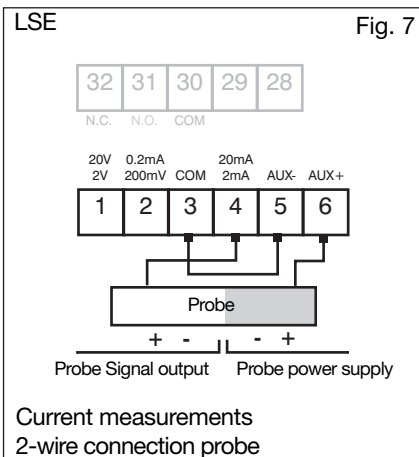 LSE Fig. 7
32 31 30 29 28
N.C. N.O. COM
20V 0.2mA 20mA
2V 200mV COM 2mA AUX- AUX+
1 2 3 4 5 6
Probe
+ - - +
Probe Signal output Probe power supply
Current measurements
2-wire connection probe